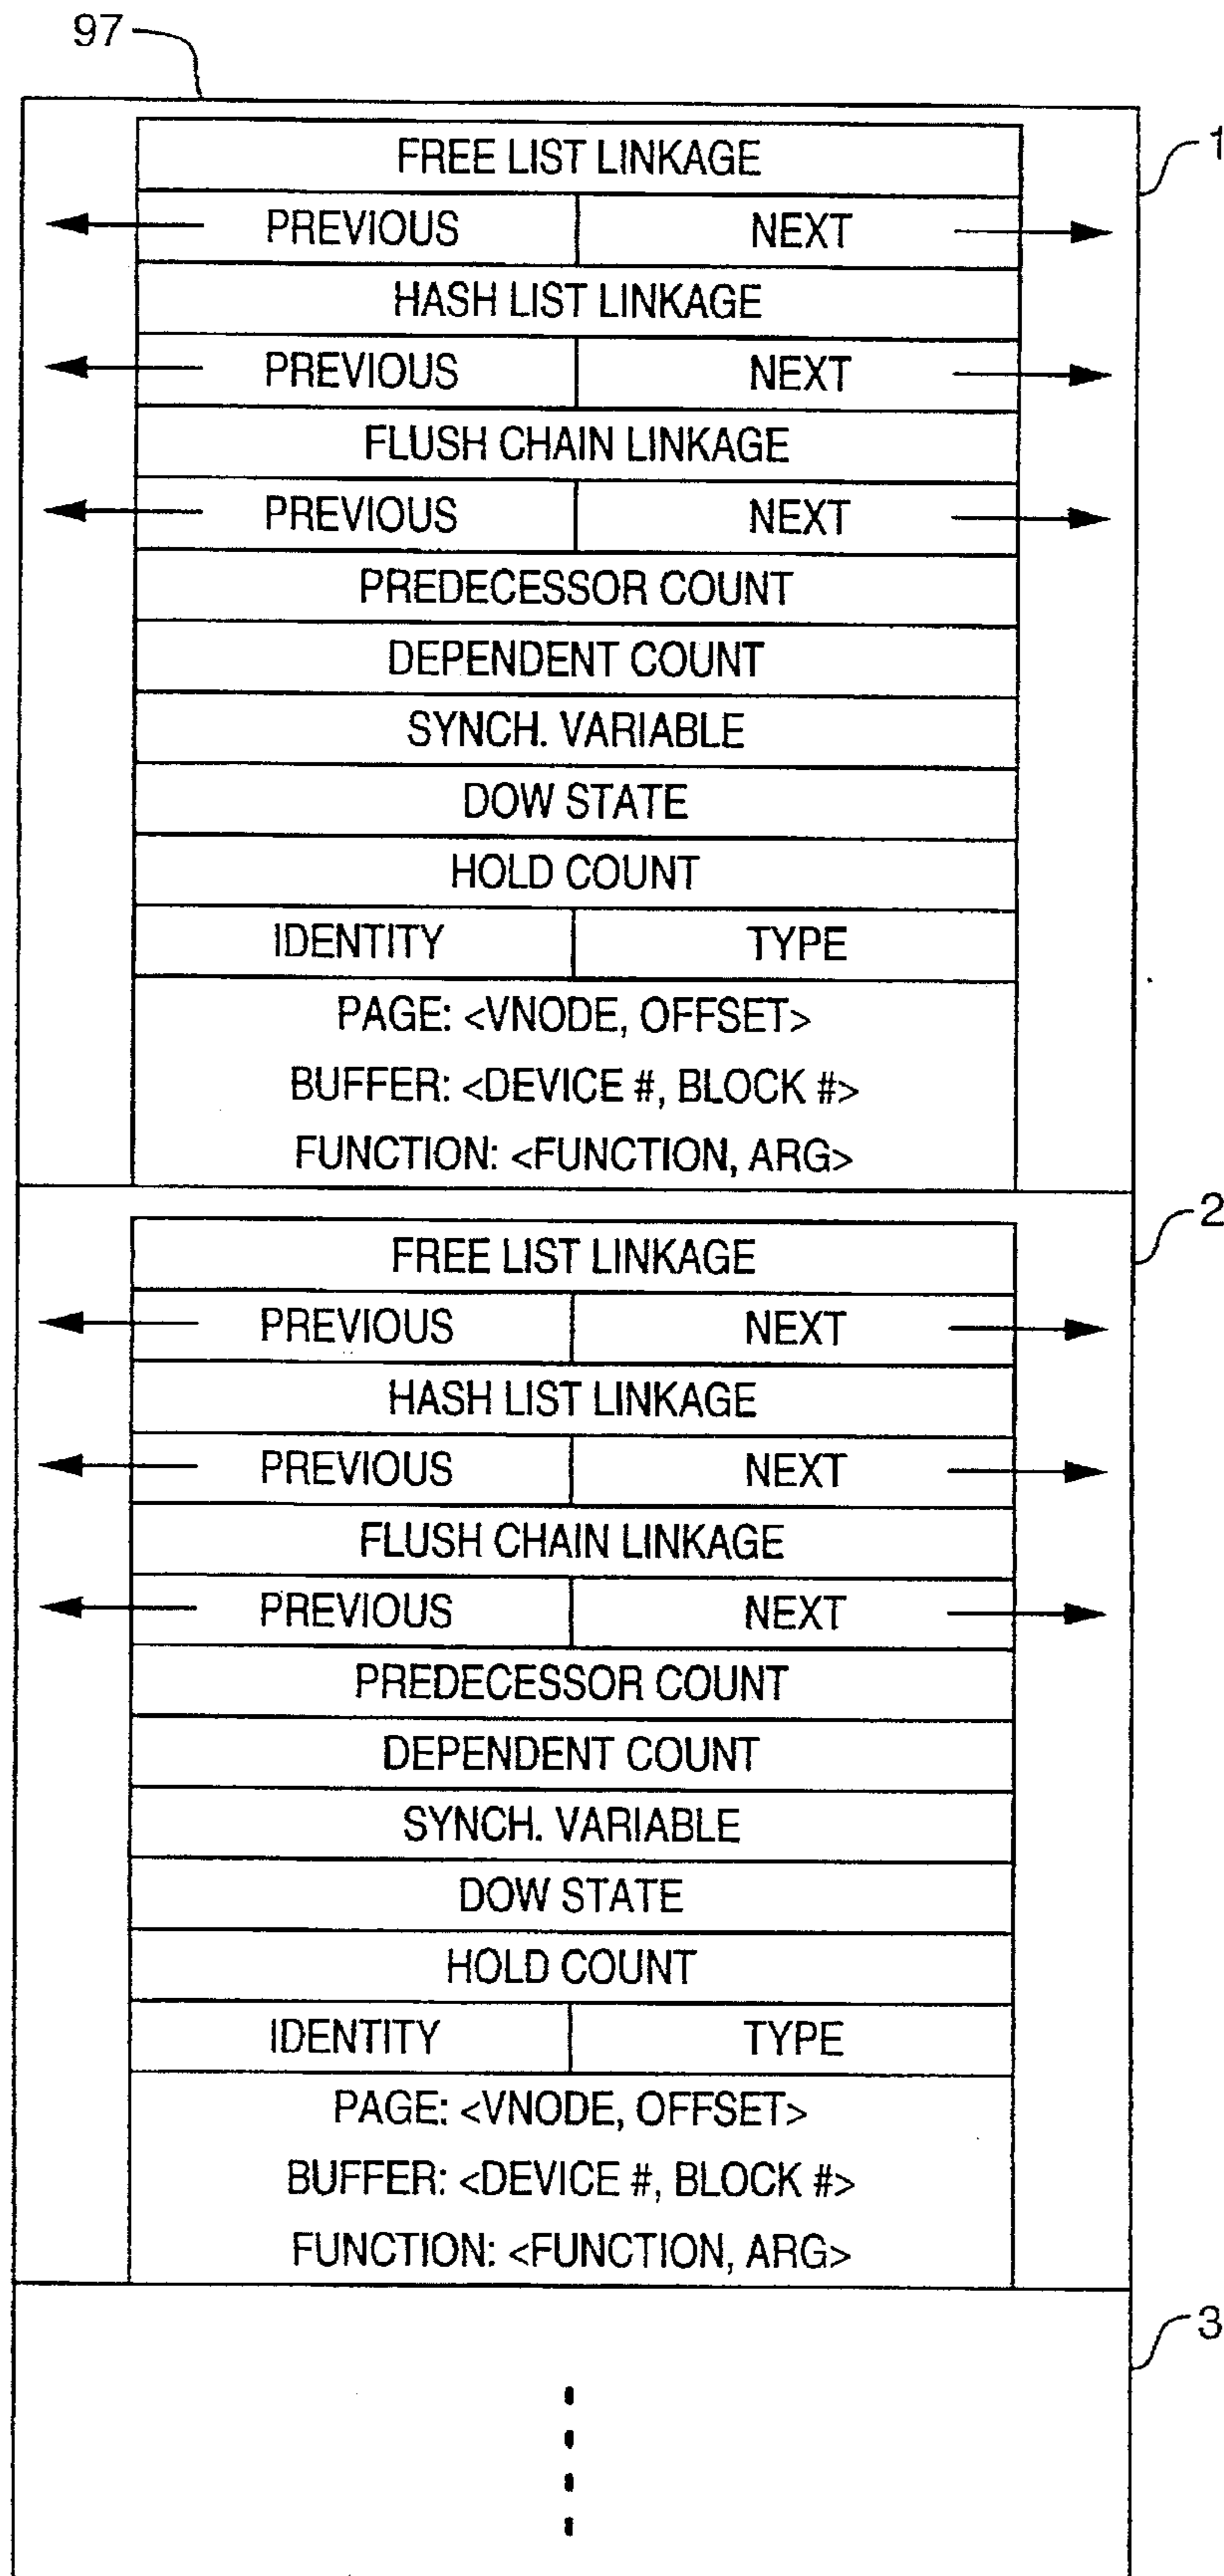 97
1
FREE LIST LINKAGE
PREVIOUS NEXT
HASH LIST LINKAGE
PREVIOUS NEXT
FLUSH CHAIN LINKAGE
PREVIOUS NEXT
PREDECESSOR COUNT
DEPENDENT COUNT
SYNCH. VARIABLE
DOW STATE
HOLD COUNT
IDENTITY TYPE
PAGE: <VNODE, OFFSET>
BUFFER: <DEVICE #, BLOCK #>
FUNCTION: <FUNCTION, ARG>
2
FREE LIST LINKAGE
PREVIOUS NEXT
HASH LIST LINKAGE
PREVIOUS NEXT
FLUSH CHAIN LINKAGE
PREVIOUS NEXT
PREDECESSOR COUNT
DEPENDENT COUNT
SYNCH. VARIABLE
DOW STATE
HOLD COUNT
IDENTITY TYPE
PAGE: <VNODE, OFFSET>
BUFFER: <DEVICE #, BLOCK #>
FUNCTION: <FUNCTION, ARG>
3